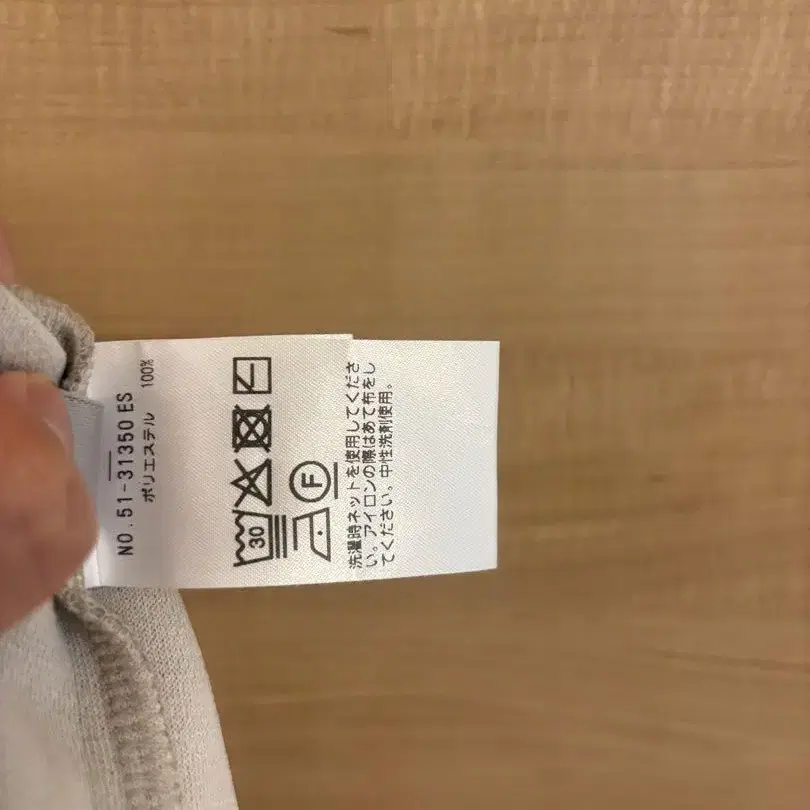 NO.51-31350 ES
ポリエステル 100%
30
F
洗濯時ネットを使用してくださ
い。アイロンの際はあて布をし
てください。中性洗剤使用。